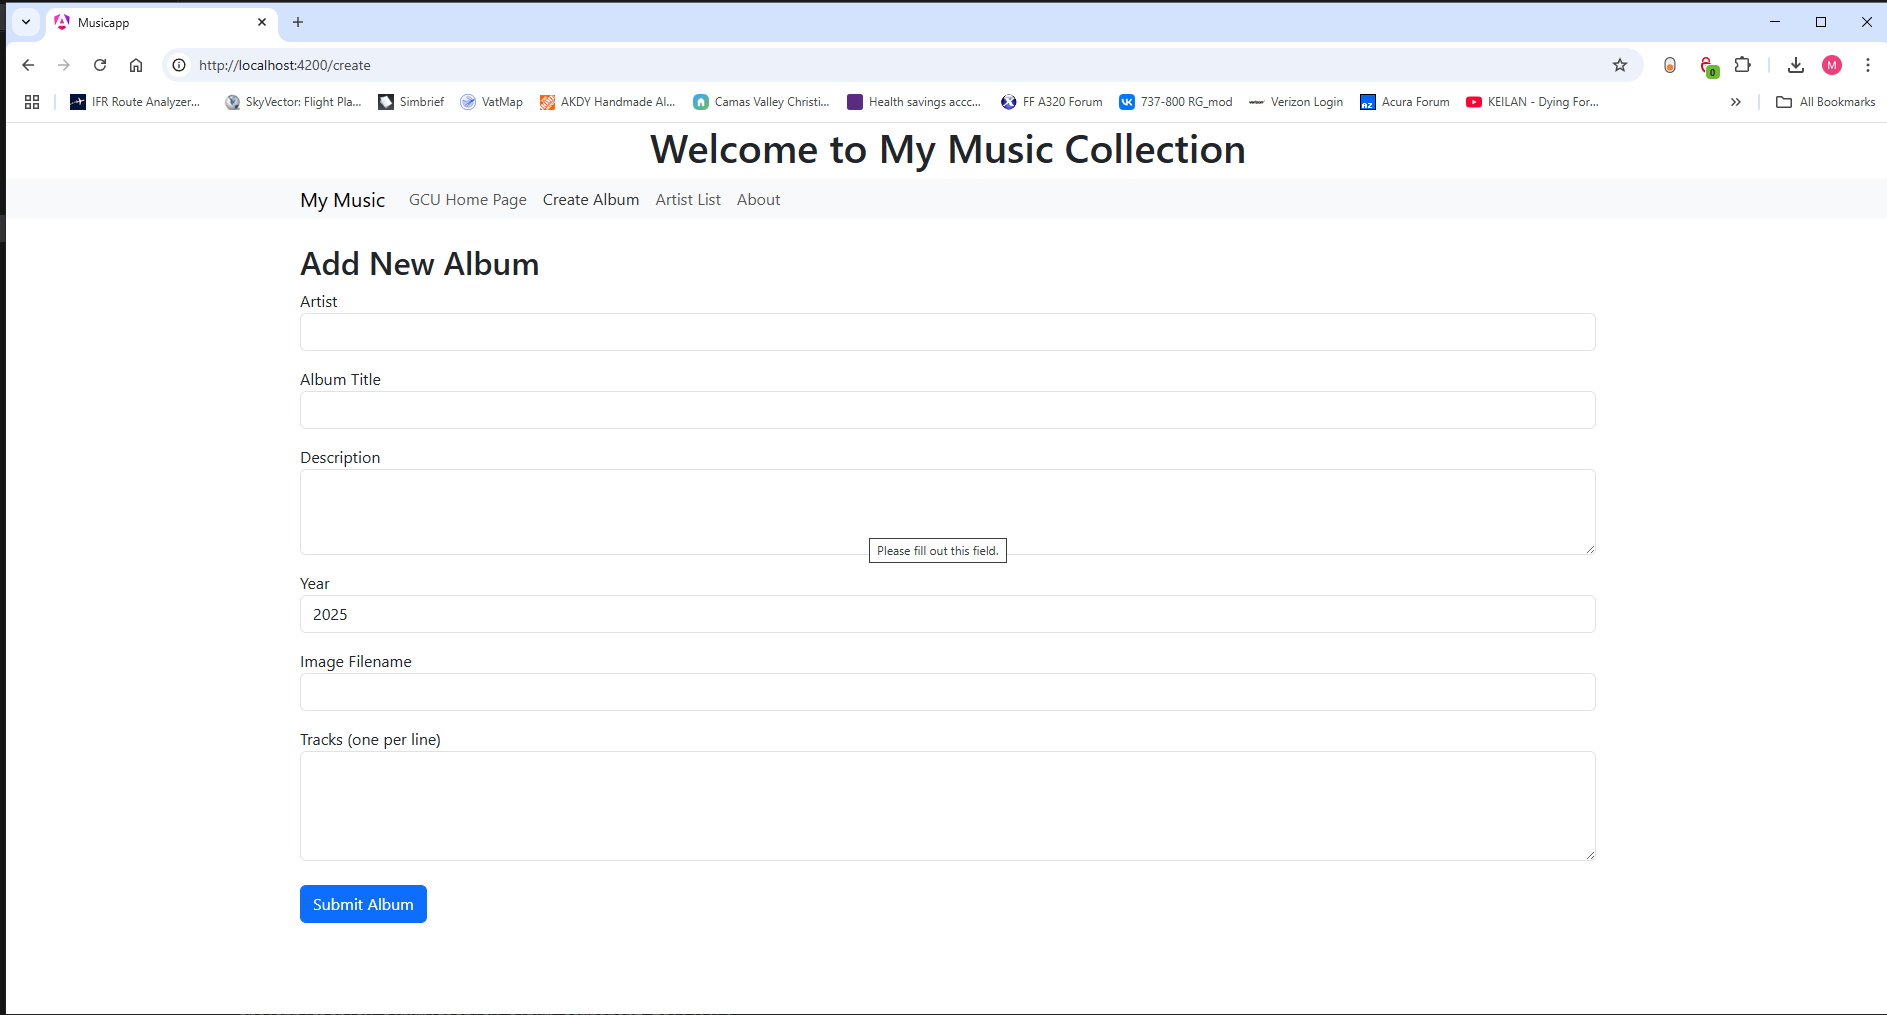 Musicapp
http://localhost:4200/create
M
0
IFR Route Analyzer...
SkyVector: Flight Pla...
Simbrief
VatMap
AKDY Handmade Al...
Camas Valley Christi...
Health savings accc...
FF A320 Forum
737-800 RG_mod
Verizon Login
AZ
Acura Forum
KEILAN - Dying For...
All Bookmarks
Welcome to My Music Collection
My Music
GCU Home Page
Create Album
Artist List
About
Add New Album
Artist
Album Title
Description
Please fill out this field.
Year
2025
Image Filename
Tracks (one per line)
Submit Album